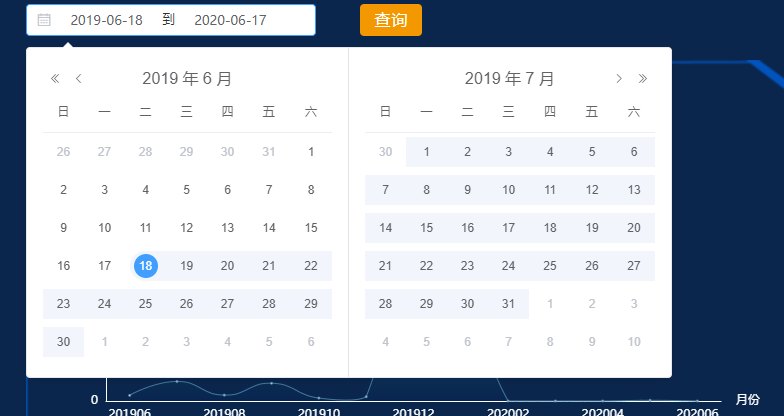 2019-06-18 到 2020-06-17 查询
2019 年 6 月
日 一 二 三 四 五 六
26 27 28 29 30 31 1
2 3 4 5 6 7 8
9 10 11 12 13 14 15
16 17 18 19 20 21 22
23 24 25 26 27 28 29
30 1 2 3 4 5 6
2019 年 7 月
日 一 二 三 四 五 六
30 1 2 3 4 5 6
7 8 9 10 11 12 13
14 15 16 17 18 19 20
21 22 23 24 25 26 27
28 29 30 31 1 2 3
4 5 6 7 8 9 10
0 月份
201906 201908 201910 201912 202002 202004 202006